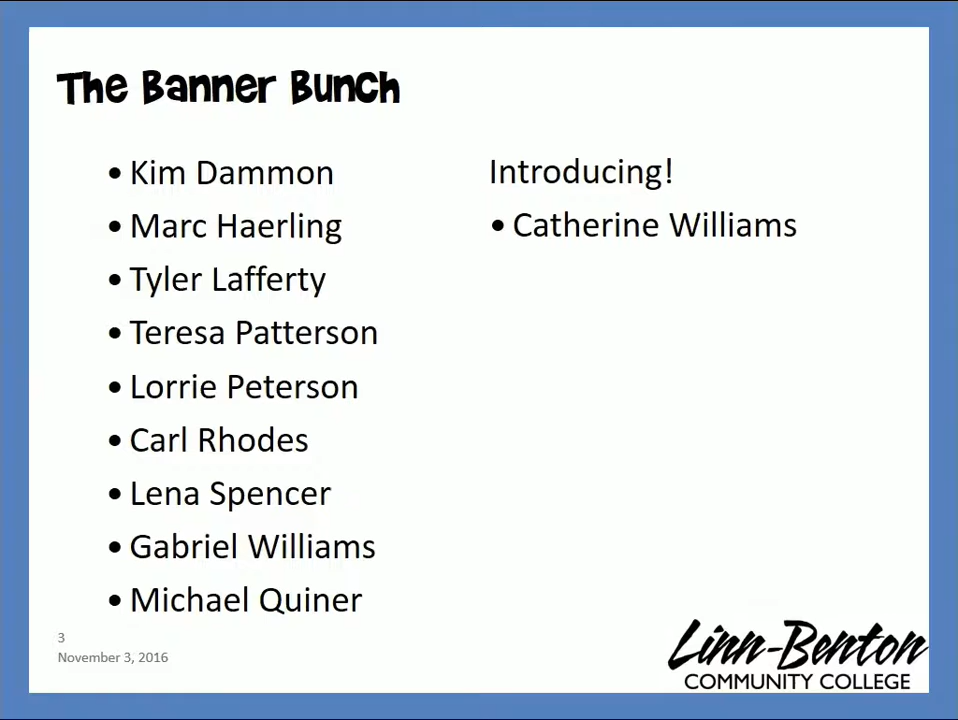 The Banner Bunch
• Kim Dammon
• Marc Haerling
• Tyler Lafferty
• Teresa Patterson
• Lorrie Peterson
• Carl Rhodes
• Lena Spencer
• Gabriel Williams
• Michael Quiner
Introducing!
• Catherine Williams
3
November 3, 2016
Linn-Benton
COMMUNITY COLLEGE